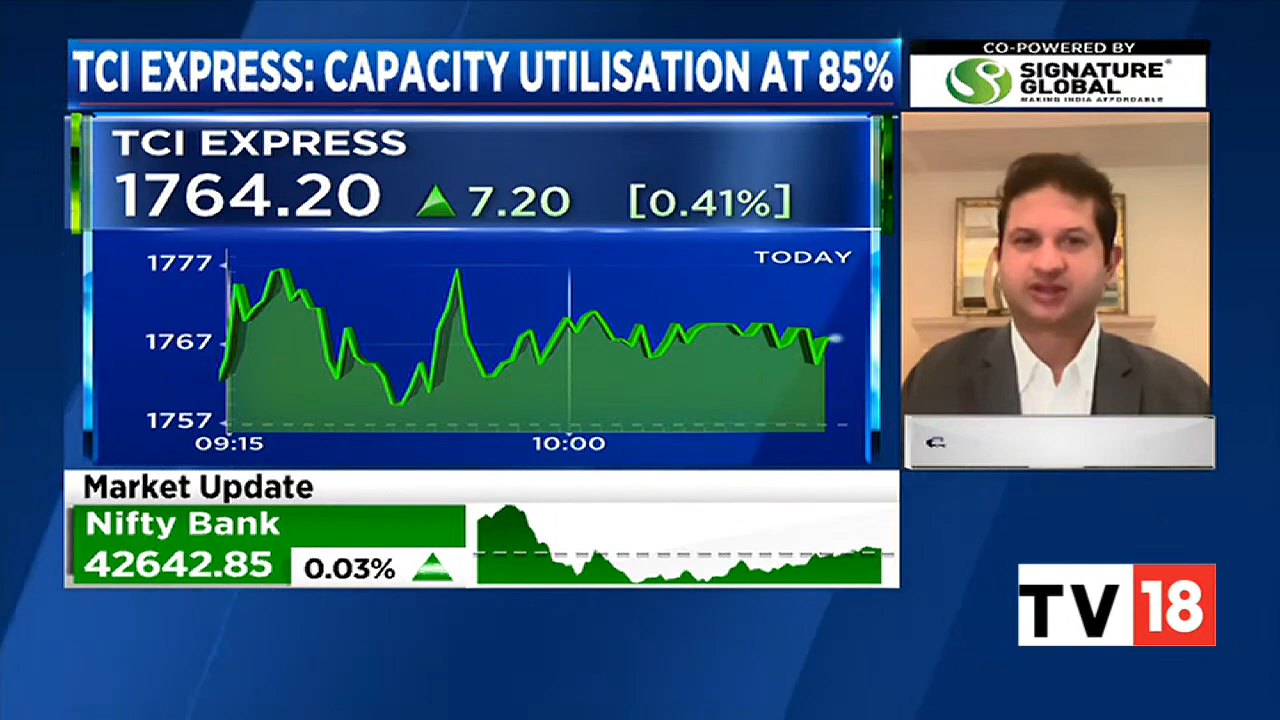 TCI EXPRESS: CAPACITY UTILISATION AT 85%
CO-POWERED BY
SIGNATURE GLOBAL
MAKING INDIA AFFORDABLE
TCI EXPRESS
1764.20 ▲ 7.20 [0.41%]
TODAY
1777
1767
1757
09:15 10:00
Market Update
Nifty Bank
42642.85 0.03% ▲
TV 18